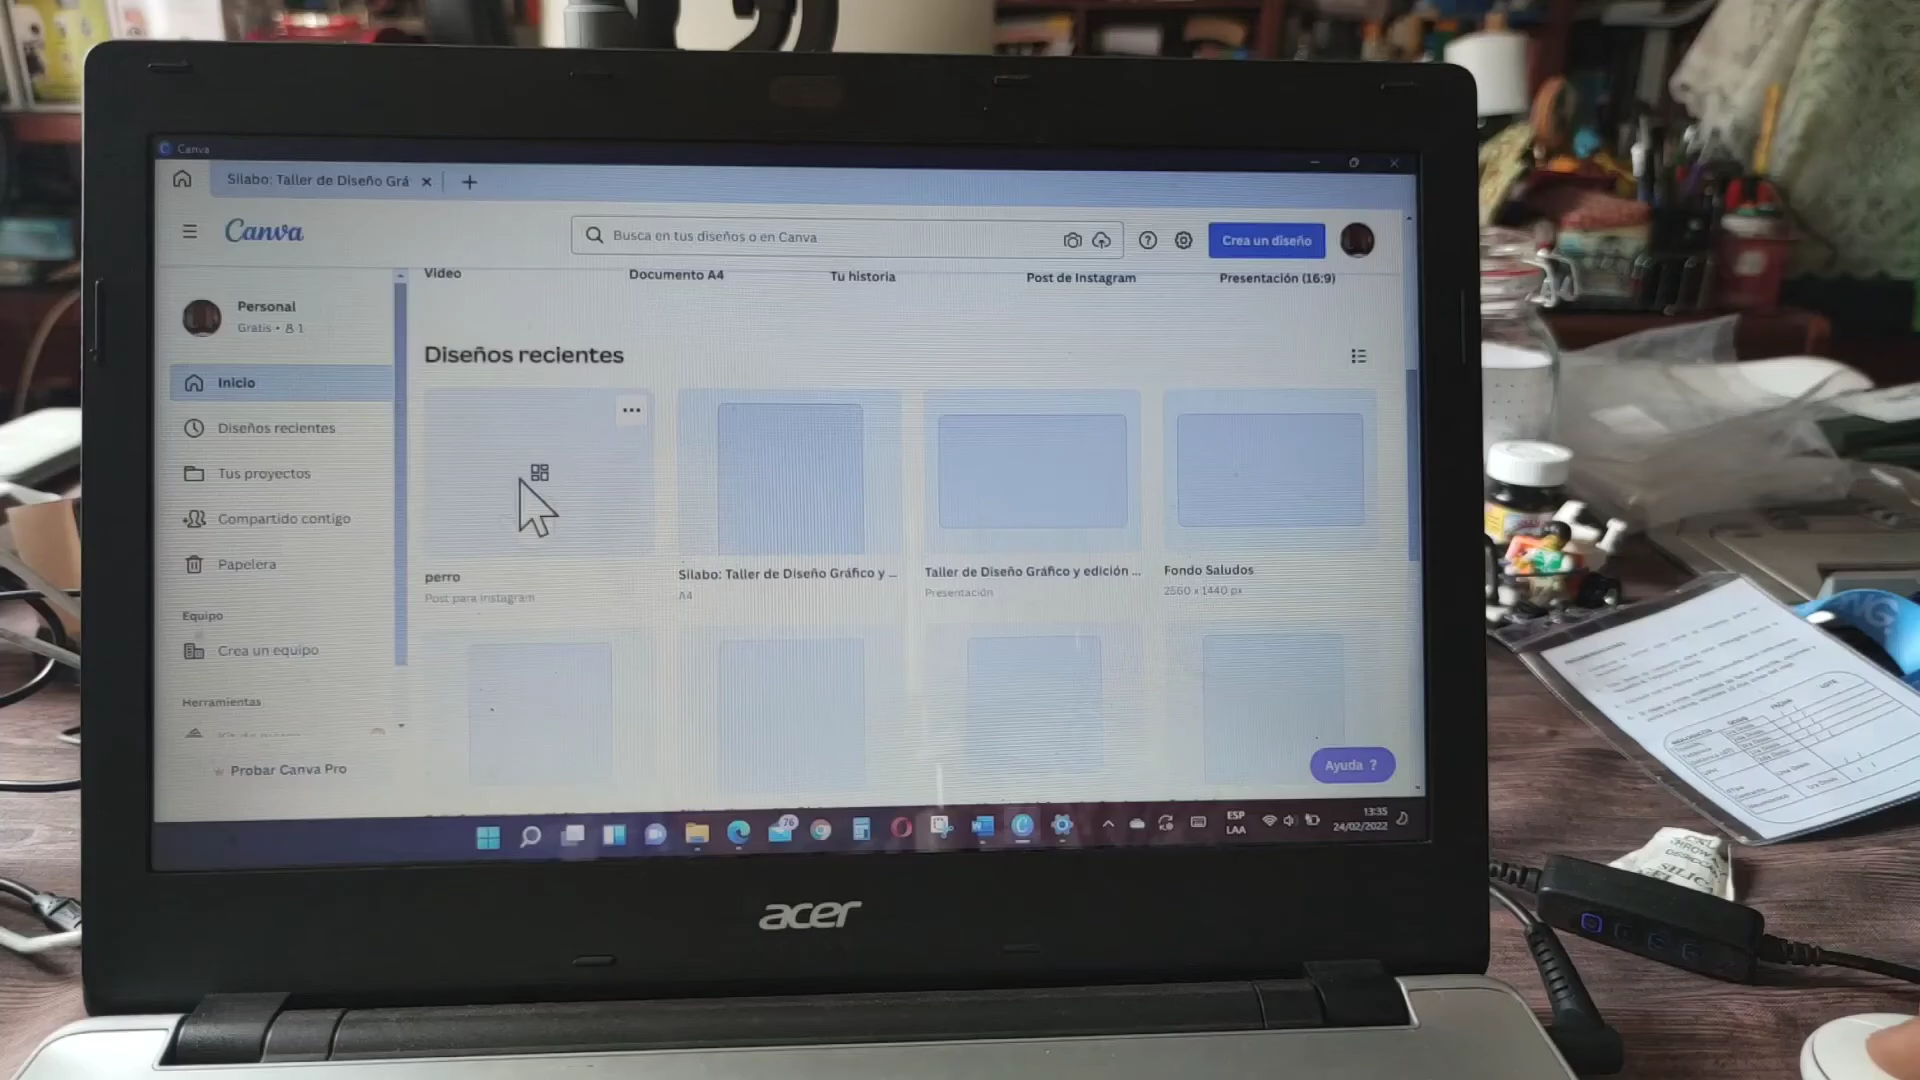 Canva
Silabo: Taller de Diseño Grá
Canva
Busca en tus diseños o en Canva
Crea un diseño
Video
Documento A4
Tu historia
Post de Instagram
Presentación (16:9)
Personal
Gratis • 1
Diseños recientes
Inicio
Diseños recientes
Tus proyectos
Compartido contigo
Papelera
perro
Post para Instagram
Silabo: Taller de Diseño Gráfico y ...
A4
Taller de Diseño Gráfico y edición ...
Presentación
Fondo Saludos
2560 x 1440 px
Equipo
Crea un equipo
Herramientas
Probar Canva Pro
Ayuda ?
76
ESP
LAA
13:35
24/02/2022
acer
FECHA
LOTE